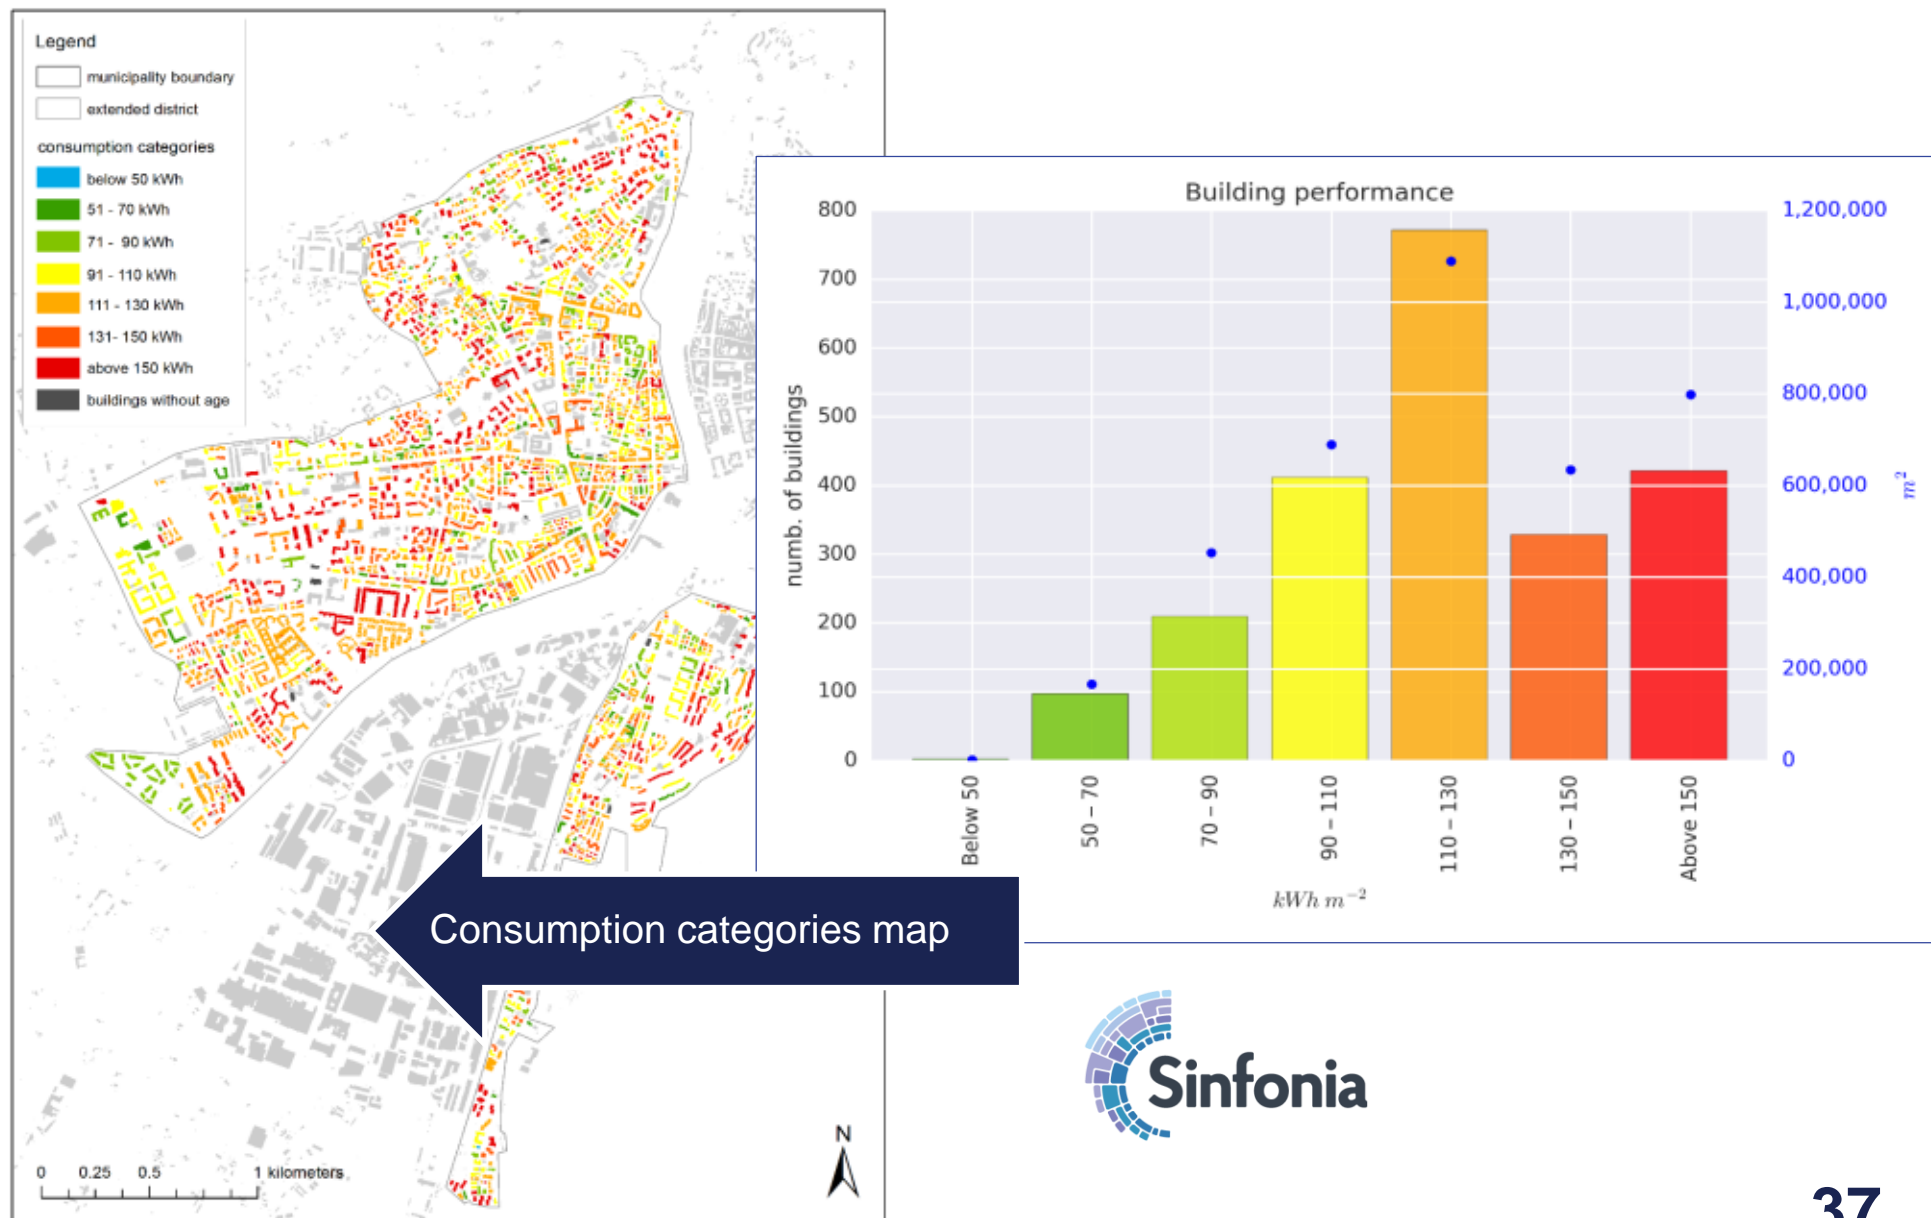 Legend
municipality boundary
extended district
consumption categories
below 50 kWh
51 - 70 kWh
71 - 90 kWh
91 - 110 kWh
111 - 130 kWh
131- 150 kWh
above 150 kWh
buildings without age
0 0.25 0.5 1 kilometers
N
Building performance
800
700
600
500
400
300
200
100
0
numb. of buildings
1,200,000
1,000,000
800,000
600,000
400,000
200,000
0
m²
Below 50
50 – 70
70 – 90
90 – 110
110 – 130
130 – 150
Above 150
kWh m⁻²
Consumption categories map
Sinfonia
37